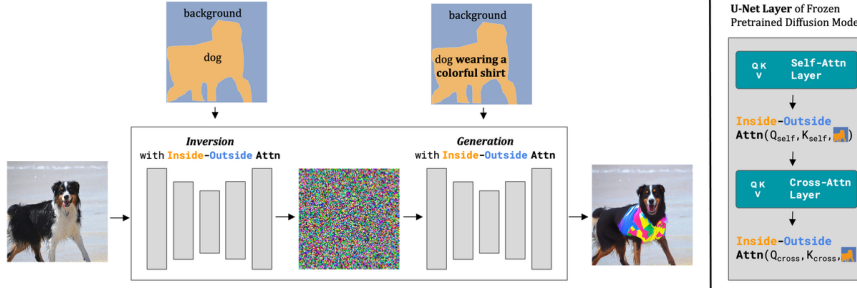 background
dog
background
dog wearing a
colorful shirt
Inversion
with Inside-Outside Attn
Generation
with Inside-Outside Attn
U-Net Layer of Frozen
Pretrained Diffusion Mode
Q K
V
Self-Attn
Layer
Inside-Outside
Attn(Qself,Kself, )
Q K
V
Cross-Attn
Layer
Inside-Outside
Attn(Qcross,Kcross,